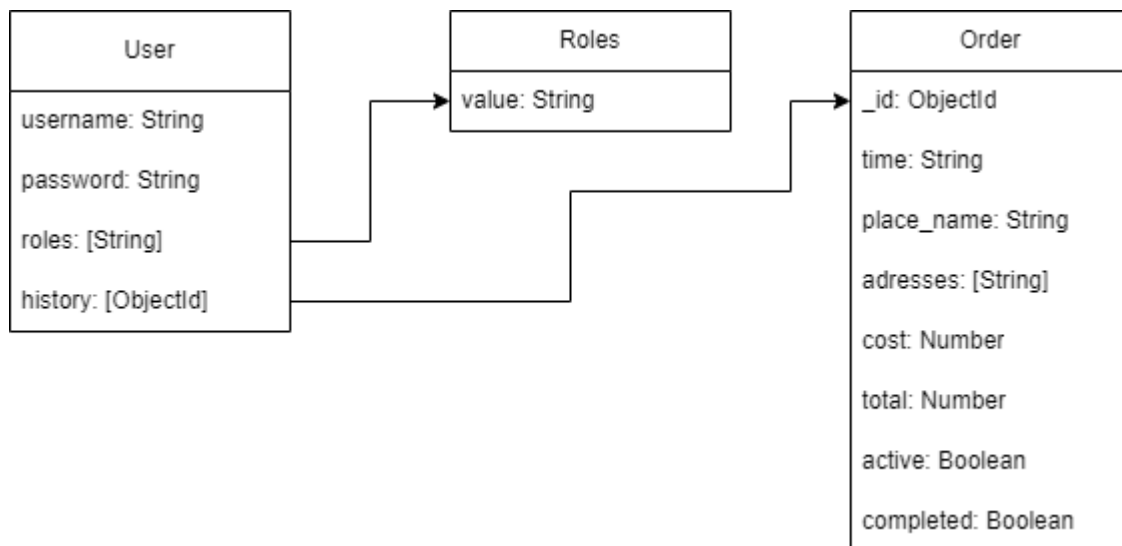 User
username: String
password: String
roles: [String]
history: [ObjectId]
Roles
value: String
Order
_id: ObjectId
time: String
place_name: String
adresses: [String]
cost: Number
total: Number
active: Boolean
completed: Boolean